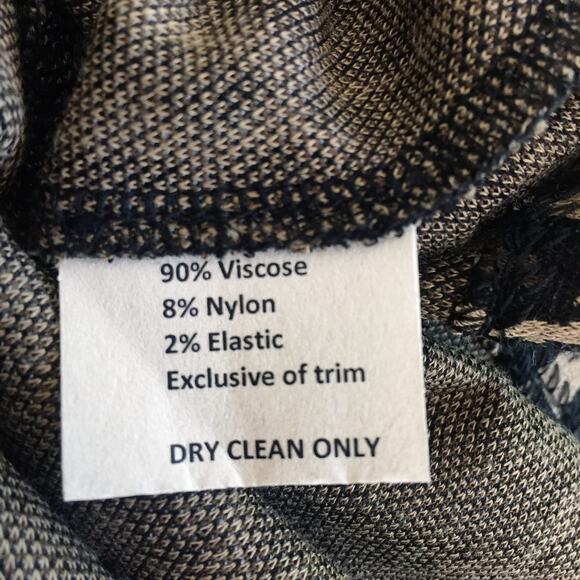 90% Viscose
8% Nylon
2% Elastic
Exclusive of trim
DRY CLEAN ONLY